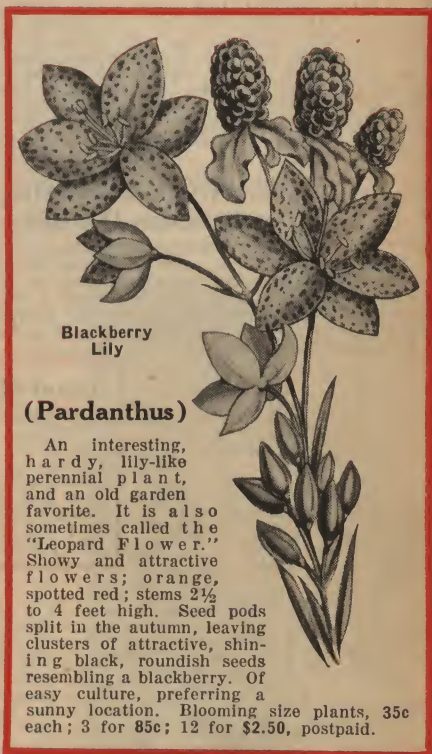 Blackberry
Lily
(Pardanthus)
An interesting,
hardy, lily-like
perennial plant,
and an old garden
favorite. It is also
sometimes called the
"Leopard Flower."
Showy and attractive
flowers; orange,
spotted red; stems 2½
to 4 feet high. Seed pods
split in the autumn, leaving
clusters of attractive, shin-
ing black, roundish seeds
resembling a blackberry. Of
easy culture, preferring a
sunny location. Blooming size plants, 35c
each; 3 for 85c; 12 for $2.50, postpaid.